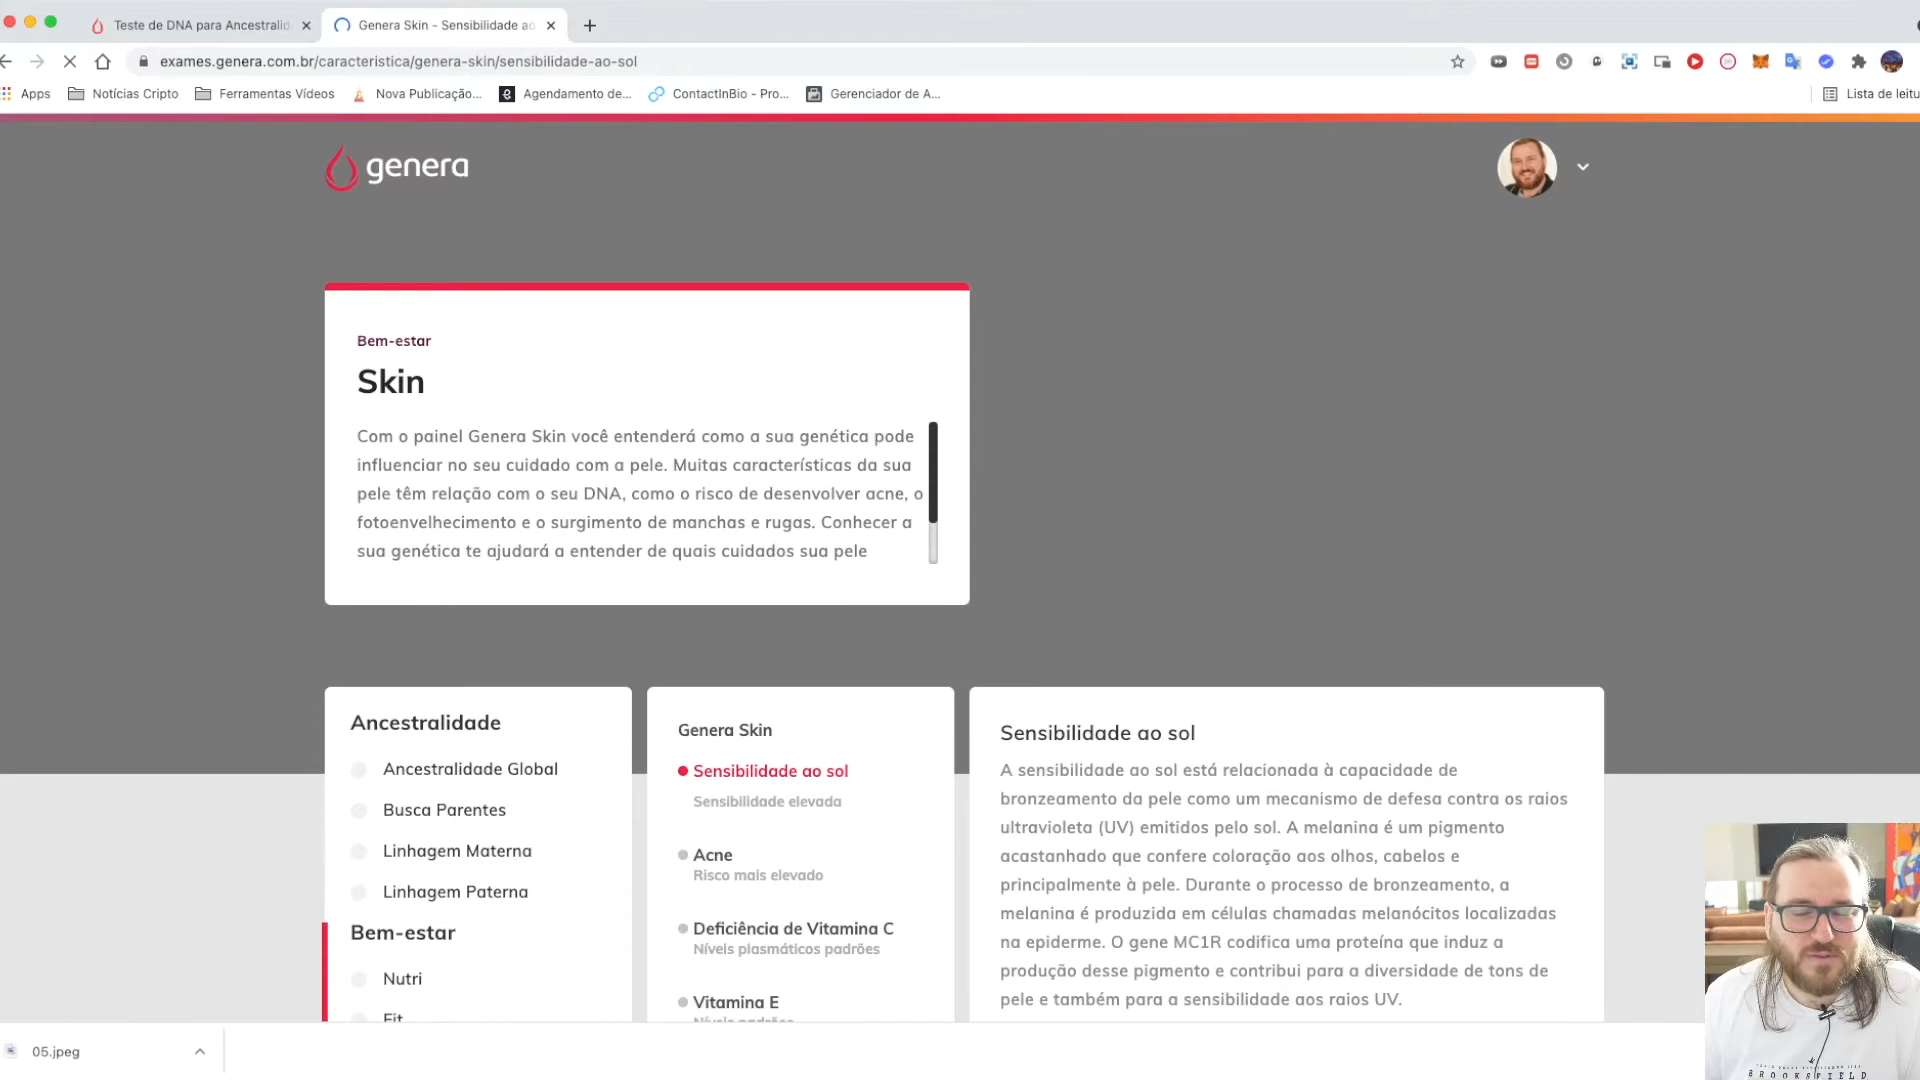 Teste de DNA para Ancestralid
Genera Skin - Sensibilidade ao
exames.genera.com.br/caracteristica/genera-skin/sensibilidade-ao-sol
Apps
Notícias Cripto
Ferramentas Vídeos
Nova Publicação...
Agendamento de...
ContactInBio - Pro...
Gerenciador de A...
Lista de leitu
genera
Bem-estar
Skin
Com o painel Genera Skin você entenderá como a sua genética pode
influenciar no seu cuidado com a pele. Muitas características da sua
pele têm relação com o seu DNA, como o risco de desenvolver acne, o
fotoenvelhecimento e o surgimento de manchas e rugas. Conhecer a
sua genética te ajudará a entender de quais cuidados sua pele
Ancestralidade
Ancestralidade Global
Busca Parentes
Linhagem Materna
Linhagem Paterna
Bem-estar
Nutri
Fit
Genera Skin
Sensibilidade ao sol
Sensibilidade elevada
Acne
Risco mais elevado
Deficiência de Vitamina C
Níveis plasmáticos padrões
Vitamina E
Níveis padrões
Sensibilidade ao sol
A sensibilidade ao sol está relacionada à capacidade de
bronzeamento da pele como um mecanismo de defesa contra os raios
ultravioleta (UV) emitidos pelo sol. A melanina é um pigmento
acastanhado que confere coloração aos olhos, cabelos e
principalmente à pele. Durante o processo de bronzeamento, a
melanina é produzida em células chamadas melanócitos localizadas
na epiderme. O gene MC1R codifica uma proteína que induz a
produção desse pigmento e contribui para a diversidade de tons de
pele e também para a sensibilidade aos raios UV.
05.jpeg
BROOKSFIELD